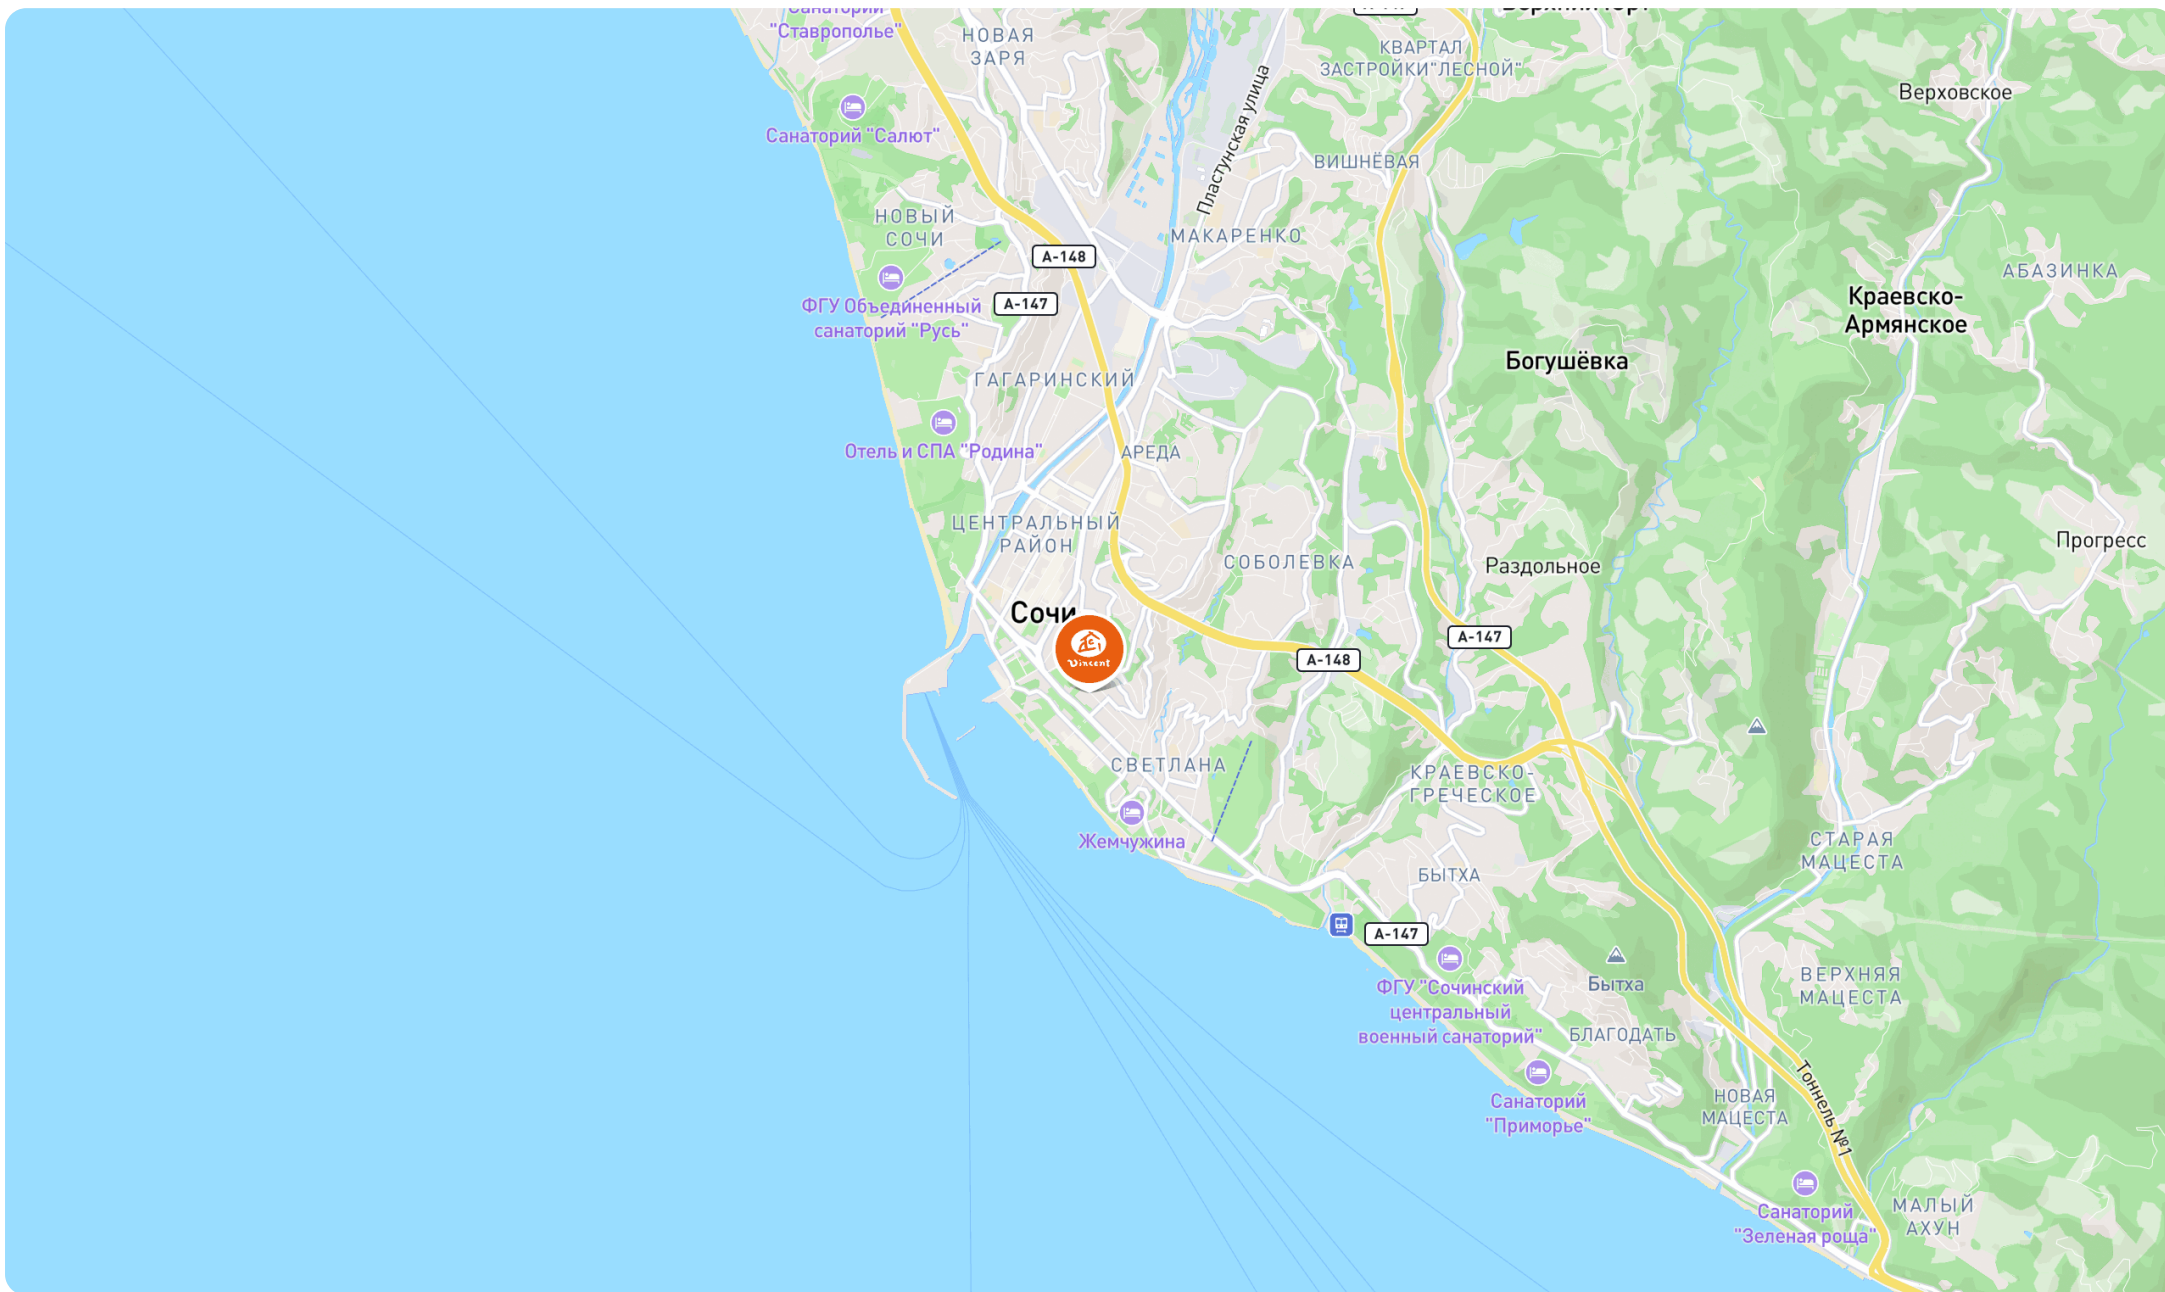 Санаторий
"Ставрополье"
НОВАЯ
ЗАРЯ
КВАРТАЛ
ЗАСТРОЙКИ"ЛЕСНОЙ"
Верховское
Санаторий "Салют"
Пластунская улица
ВИШНЁВАЯ
НОВЫЙ
СОЧИ
МАКАРЕНКО
А-148
АБАЗИНКА
А-147
ФГУ Объединенный
санаторий "Русь"
Краевско-
Армянское
Богушёвка
ГАГАРИНСКИЙ
Отель и СПА "Родина"
АРЕДА
ЦЕНТРАЛЬНЫЙ
РАЙОН
Прогресс
СОБОЛЕВКА
Раздольное
Сочи
Vincent
А-147
А-148
СВЕТЛАНА
КРАЕВСКО-
ГРЕЧЕСКОЕ
Жемчужина
СТАРАЯ
МАЦЕСТА
БЫТХА
А-147
ФГУ "Сочинский
центральный
военный санаторий"
Бытха
ВЕРХНЯЯ
МАЦЕСТА
БЛАГОДАТЬ
Санаторий
"Приморье"
НОВАЯ
МАЦЕСТА
Тоннель №1
Санаторий
"Зеленая роща"
МАЛЫЙ
АХУН